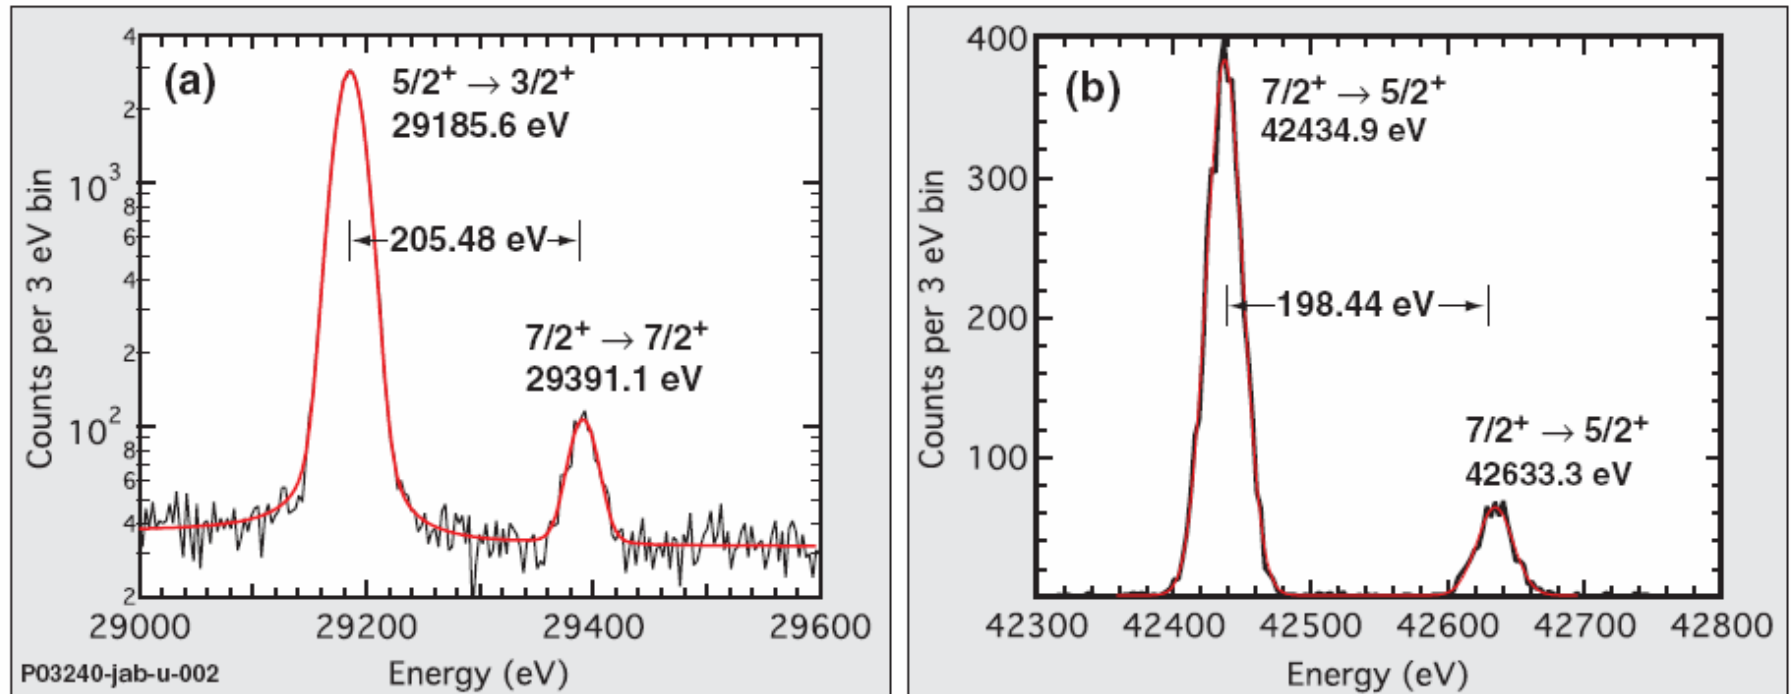 (a)
5/2⁺ → 3/2⁺
29185.6 eV
205.48 eV
7/2⁺ → 7/2⁺
29391.1 eV
Counts per 3 eV bin
4
2
10³
8
6
4
2
10²
8
6
4
2
29000 29200 29400 29600
Energy (eV)
P03240-jab-u-002
(b)
7/2⁺ → 5/2⁺
42434.9 eV
198.44 eV
7/2⁺ → 5/2⁺
42633.3 eV
Counts per 3 eV bin
400
300
200
100
42300 42400 42500 42600 42700 42800
Energy (eV)